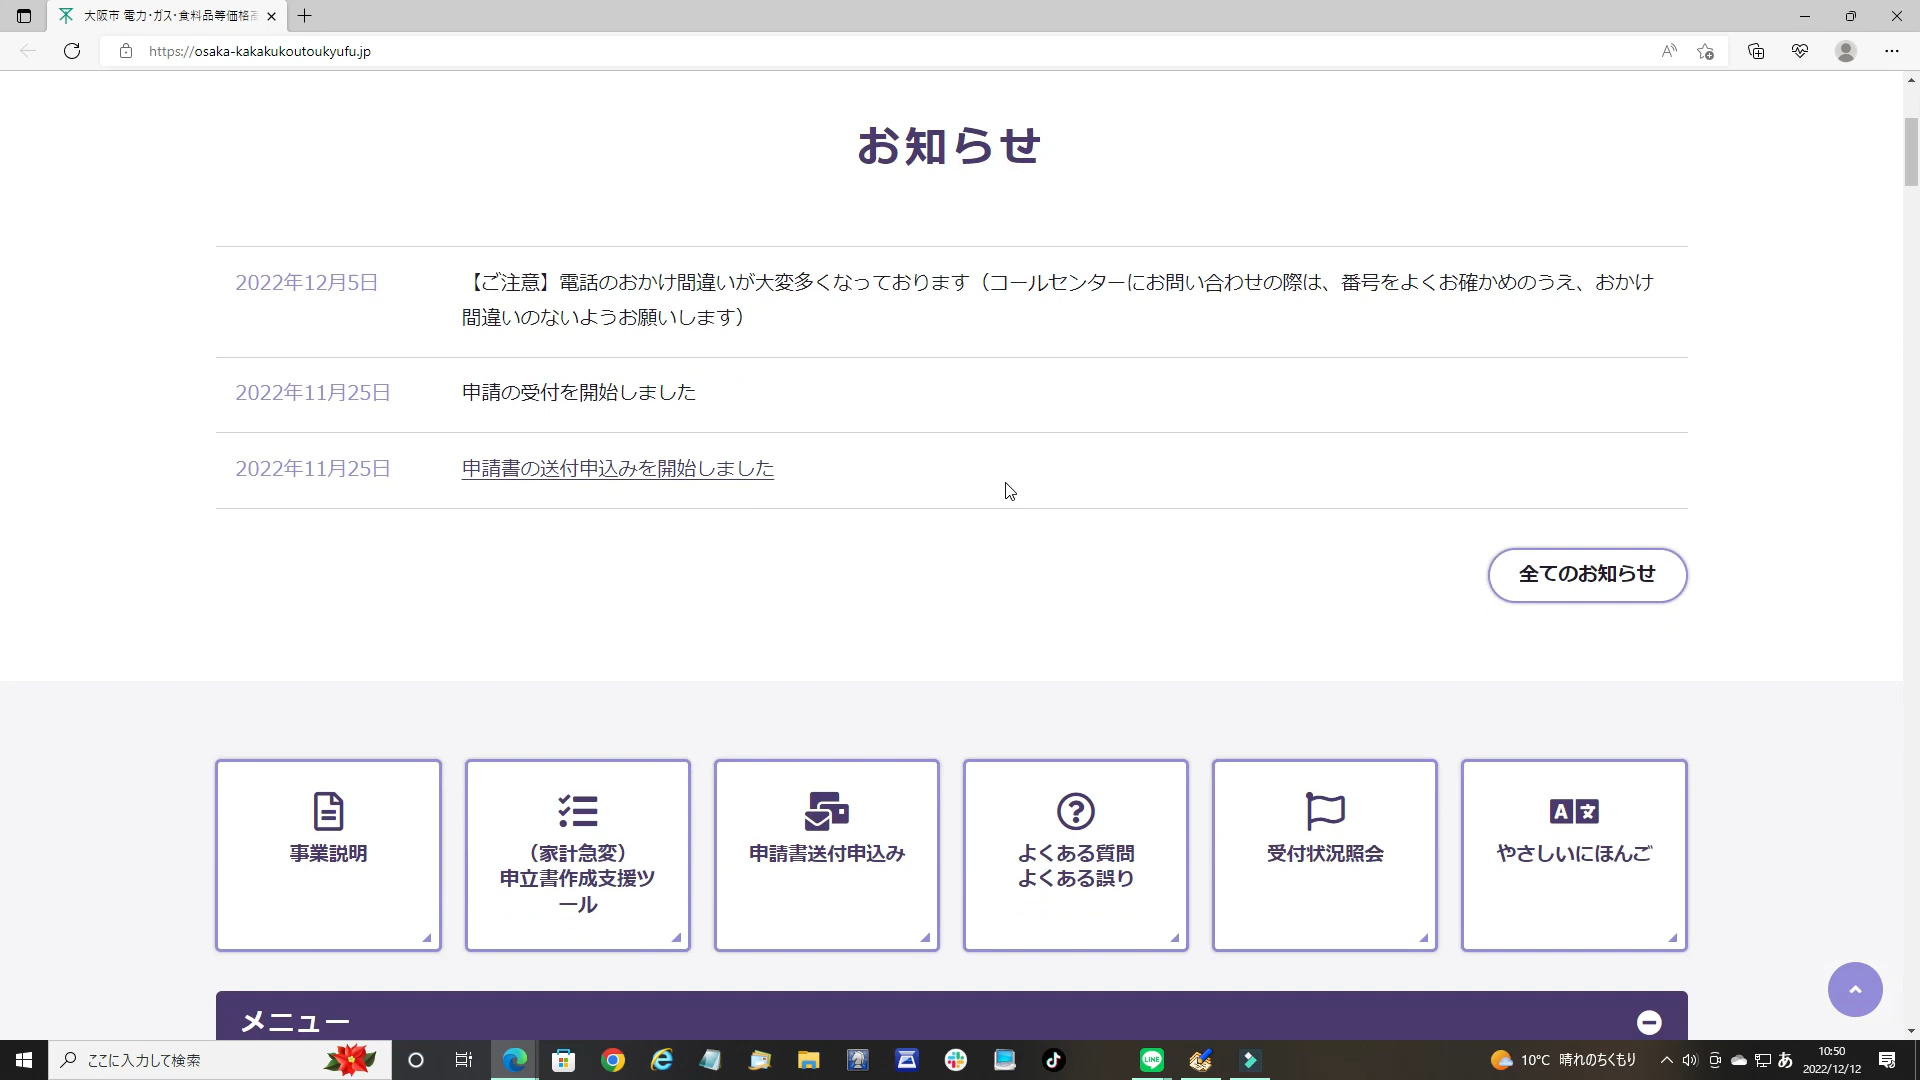 大阪市 電力・ガス・食料品等価格高
https://osaka-kakakukoutoukyufu.jp
お知らせ
2022年12月5日
【ご注意】電話のおかけ間違いが大変多くなっております（コールセンターにお問い合わせの際は、番号をよくお確かめのうえ、おかけ
間違いのないようお願いします）
2022年11月25日
申請の受付を開始しました
2022年11月25日
申請書の送付申込みを開始しました
全てのお知らせ
事業説明
（家計急変）
申立書作成支援ツ
ール
申請書送付申込み
よくある質問
よくある誤り
受付状況照会
やさしいにほんご
メニュー
ここに入力して検索
10°C 晴れのちくもり
あ
10:50
2022/12/12